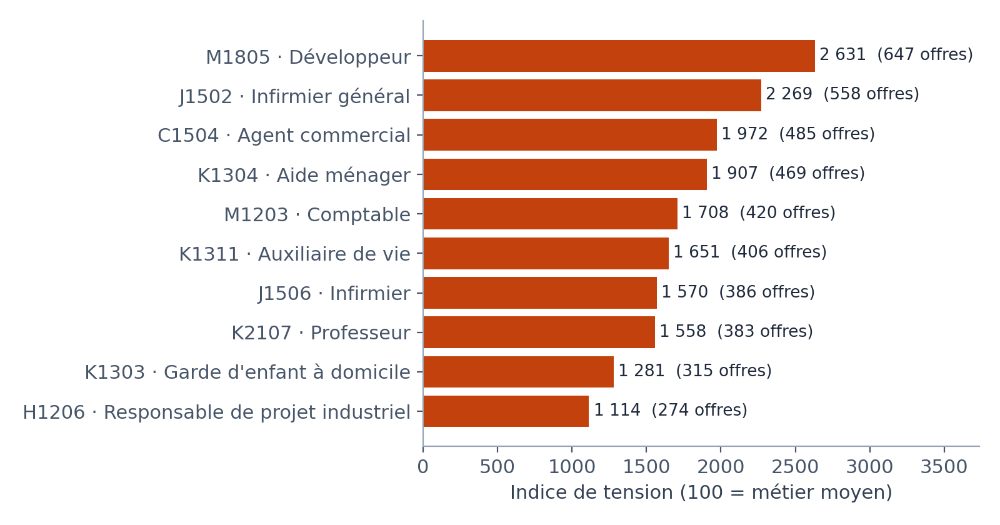 M1805 · Développeur 2 631 (647 offres)
J1502 · Infirmier général 2 269 (558 offres)
C1504 · Agent commercial 1 972 (485 offres)
K1304 · Aide ménager 1 907 (469 offres)
M1203 · Comptable 1 708 (420 offres)
K1311 · Auxiliaire de vie 1 651 (406 offres)
J1506 · Infirmier 1 570 (386 offres)
K2107 · Professeur 1 558 (383 offres)
K1303 · Garde d'enfant à domicile 1 281 (315 offres)
H1206 · Responsable de projet industriel 1 114 (274 offres)
0 500 1000 1500 2000 2500 3000 3500
Indice de tension (100 = métier moyen)